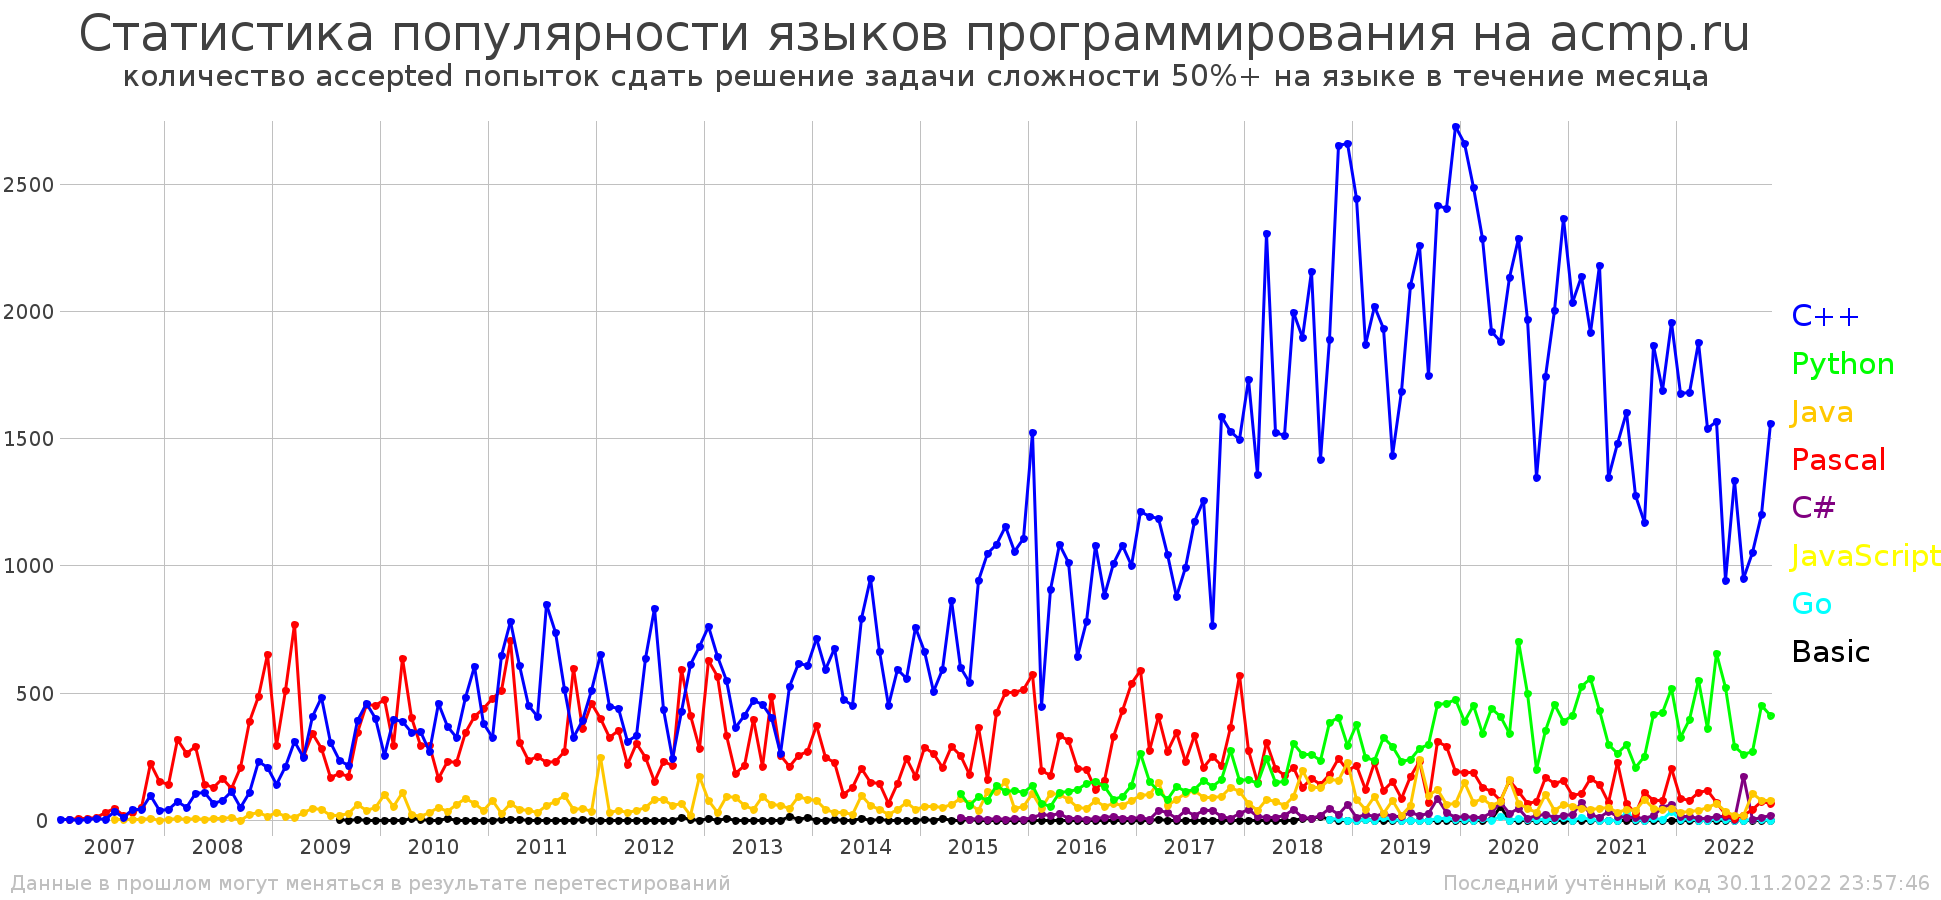 Статистика популярности языков программирования на acmp.ru
количество accepted попыток сдать решение задачи сложности 50%+ на языке в течение месяца
2500
2000
1500
1000
500
0
C++
Python
Java
Pascal
C#
JavaScript
Go
Basic
2007 2008 2009 2010 2011 2012 2013 2014 2015 2016 2017 2018 2019 2020 2021 2022
Данные в прошлом могут меняться в результате перетестирований
Последний учтённый код 30.11.2022 23:57:46